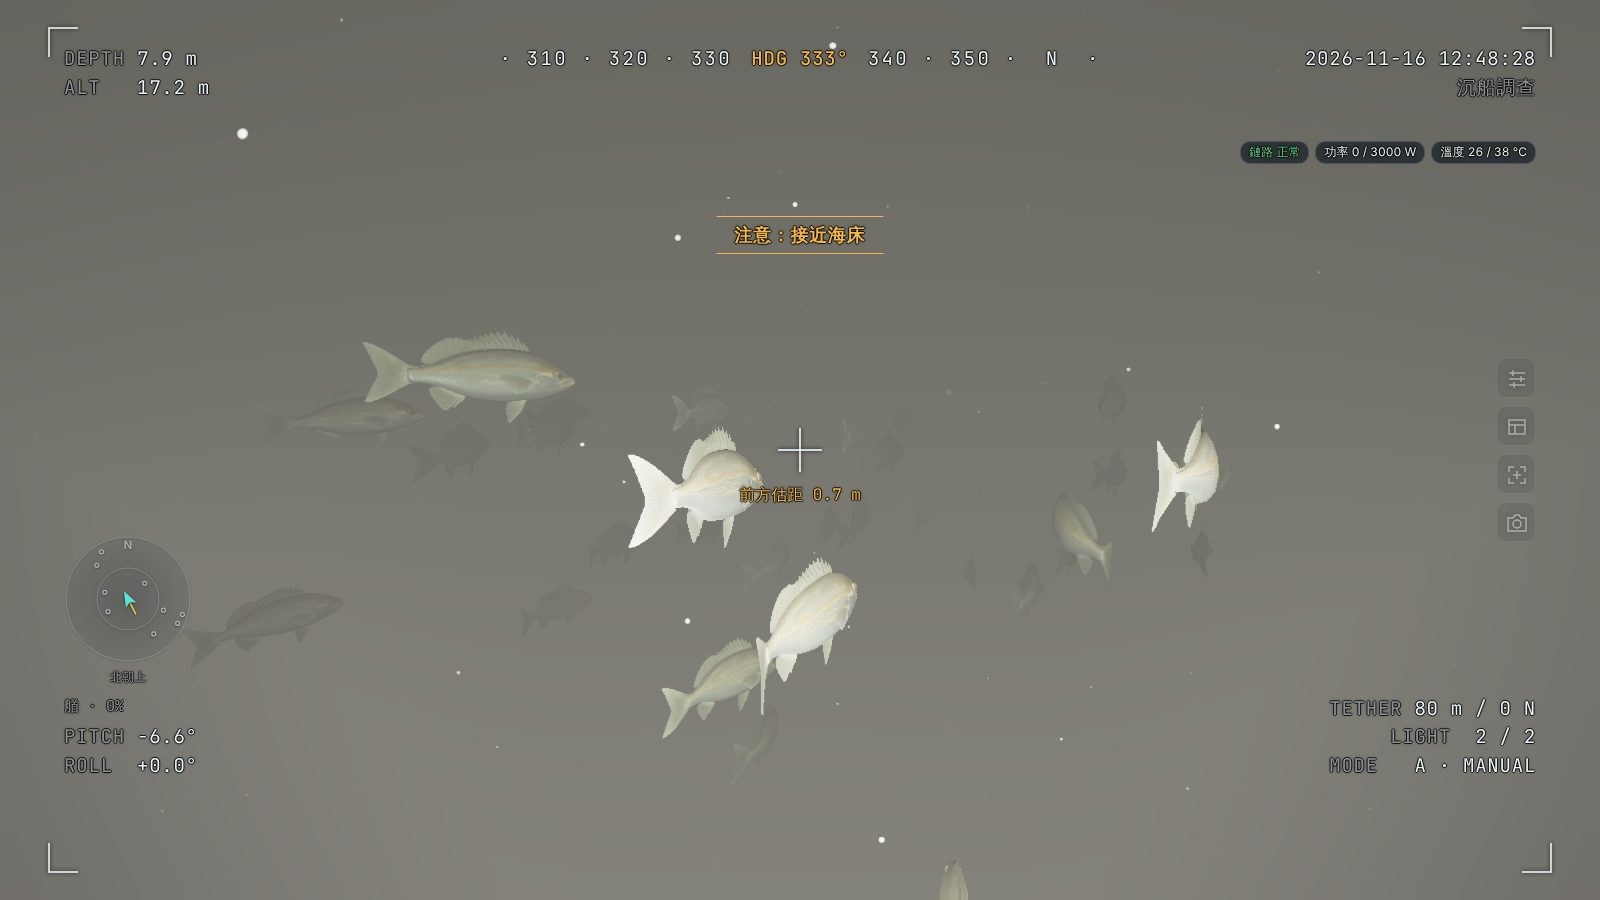 DEPTH 7.9 m
ALT 17.2 m
· 310 · 320 · 330 HDG 333° 340 · 350 · N ·
2026-11-16 12:48:28
沉船調查
鏈路 正常 功率 0 / 3000 W 溫度 26 / 38 °C
注意：接近海床
前方估距 0.7 m
N
北朝上
艏 · 0%
PITCH -6.6°
ROLL +0.0°
TETHER 80 m / 0 N
LIGHT 2 / 2
MODE A · MANUAL